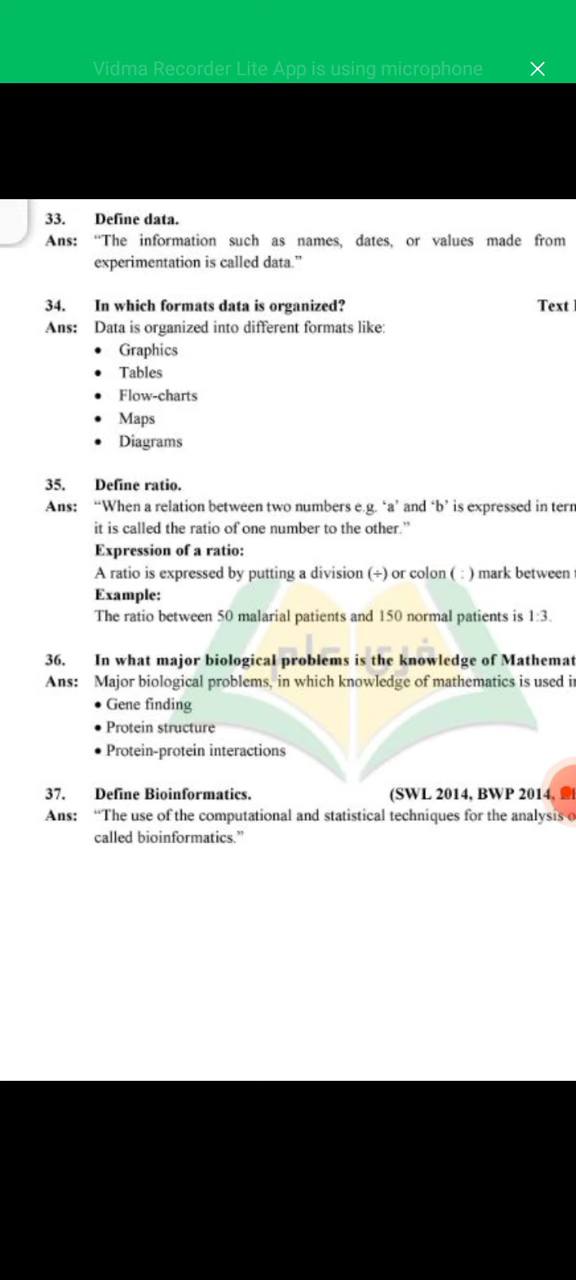 Vidma Recorder Lite App is using microphone
33. Define data.
Ans: “The information such as names, dates, or values made from
experimentation is called data.”
34. In which formats data is organized? Text
Ans: Data is organized into different formats like:
• Graphics
• Tables
• Flow-charts
• Maps
• Diagrams
35. Define ratio.
Ans: “When a relation between two numbers e.g. ‘a’ and ‘b’ is expressed in
it is called the ratio of one number to the other.”
Expression of a ratio:
A ratio is expressed by putting a division (÷) or colon ( : ) mark between
Example:
The ratio between 50 malarial patients and 150 normal patients is 1:3.
36. In what major biological problems is the knowledge of
Ans: Major biological problems, in which knowledge of mathematics is used
• Gene finding
• Protein structure
• Protein-protein interactions
37. Define Bioinformatics. (SWL 2014, BWP 2014,
Ans: “The use of the computational and statistical techniques for the analysis
called bioinformatics.”